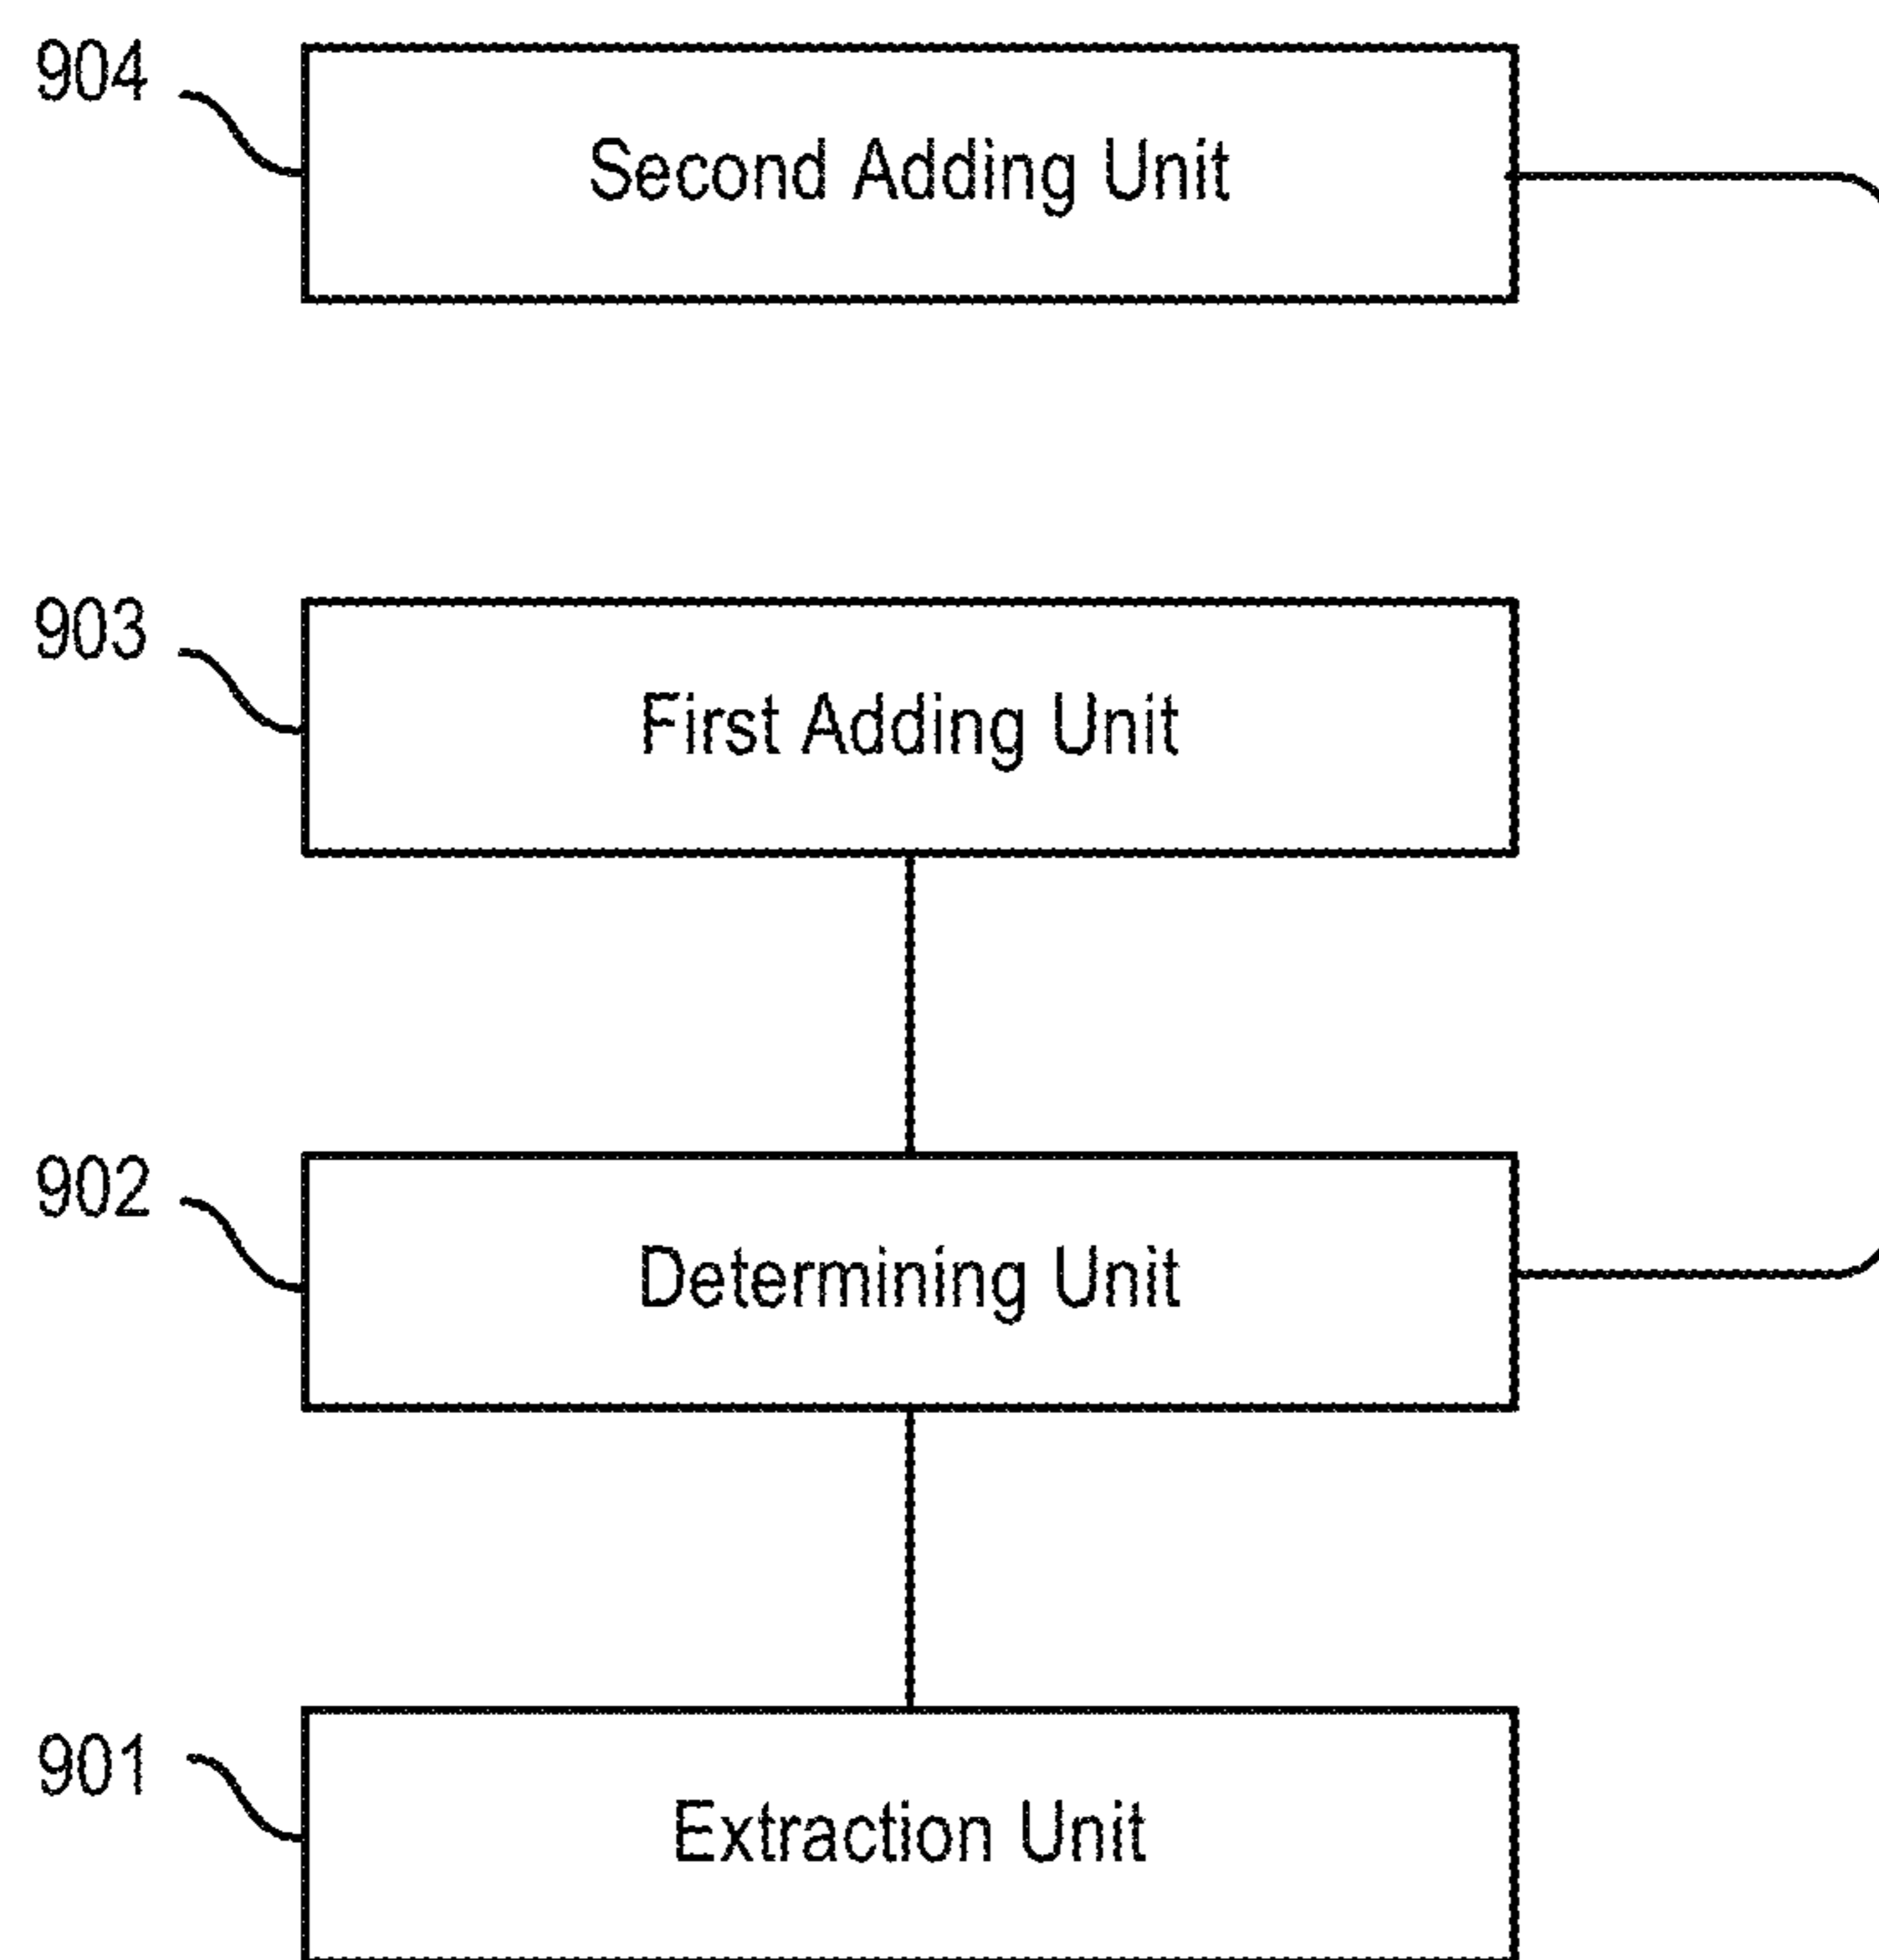 904
Second Adding Unit
903
First Adding Unit
902
Determining Unit
901
Extraction Unit